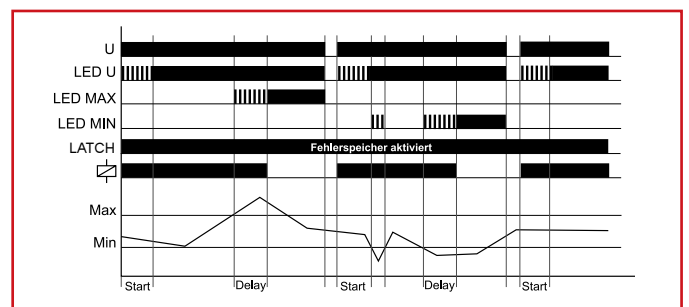 U
LED U
LED MAX
LED MIN
LATCH Fehlerspeicher aktiviert
Max
Min
Start Delay Start Delay Start